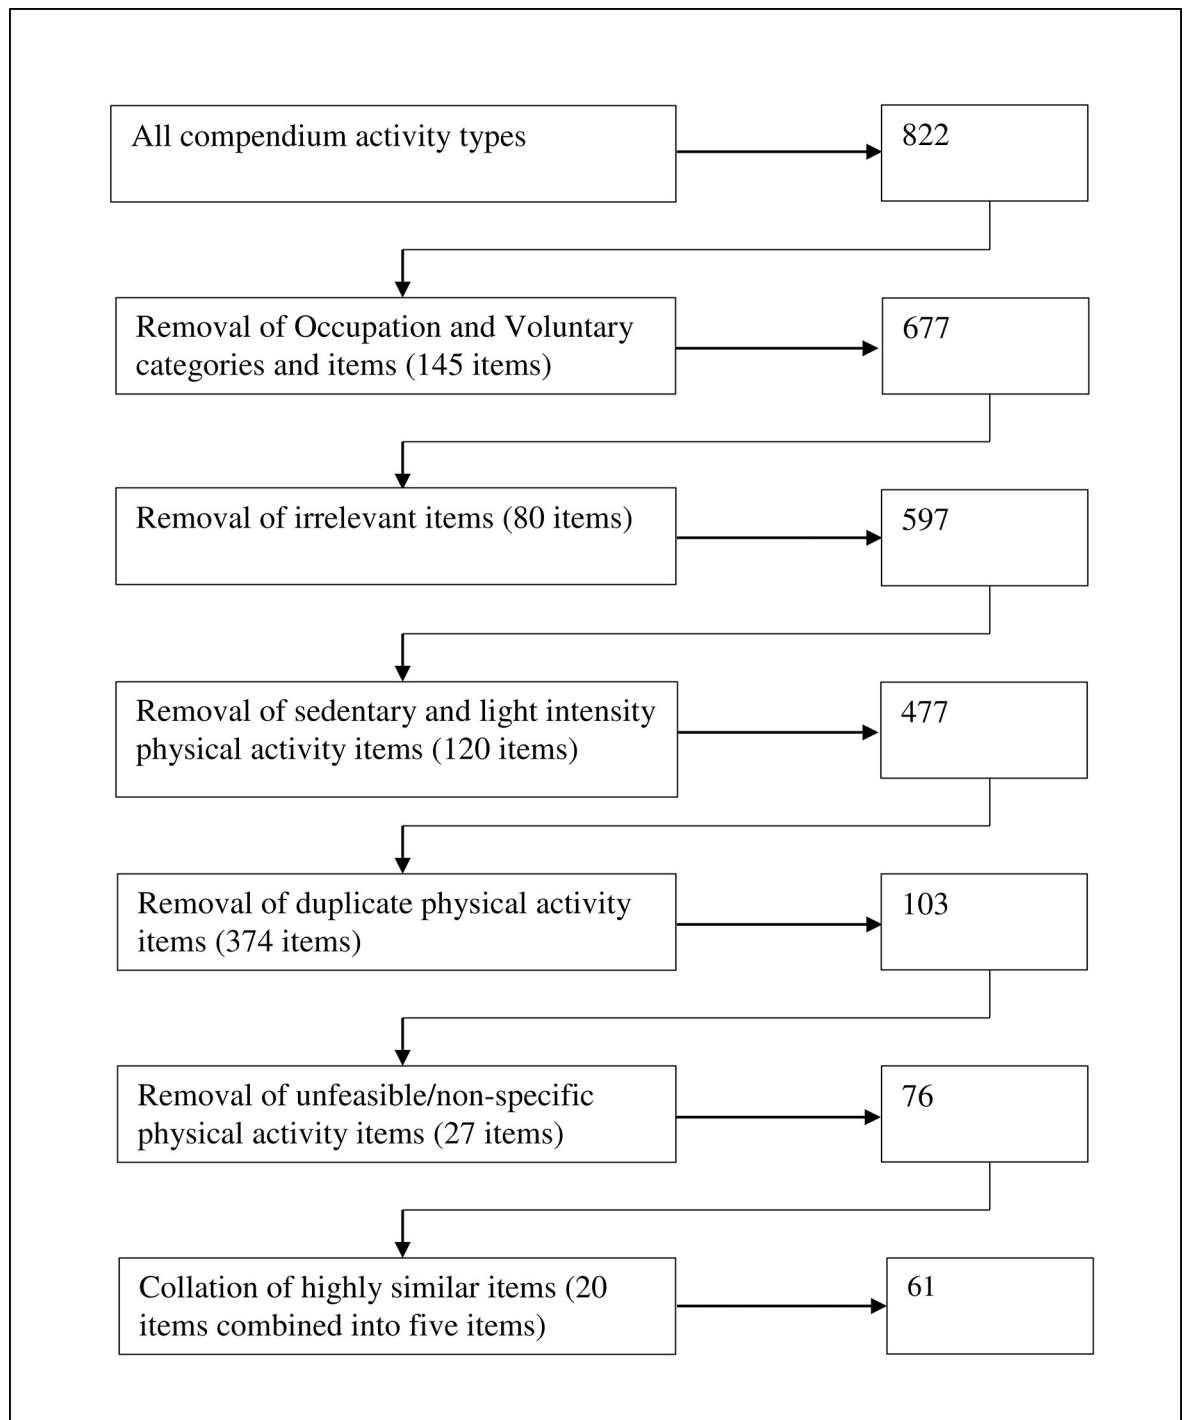 All compendium activity types
822
Removal of Occupation and Voluntary
categories and items (145 items)
677
Removal of irrelevant items (80 items)
597
Removal of sedentary and light intensity
physical activity items (120 items)
477
Removal of duplicate physical activity
items (374 items)
103
Removal of unfeasible/non-specific
physical activity items (27 items)
76
Collation of highly similar items (20
items combined into five items)
61